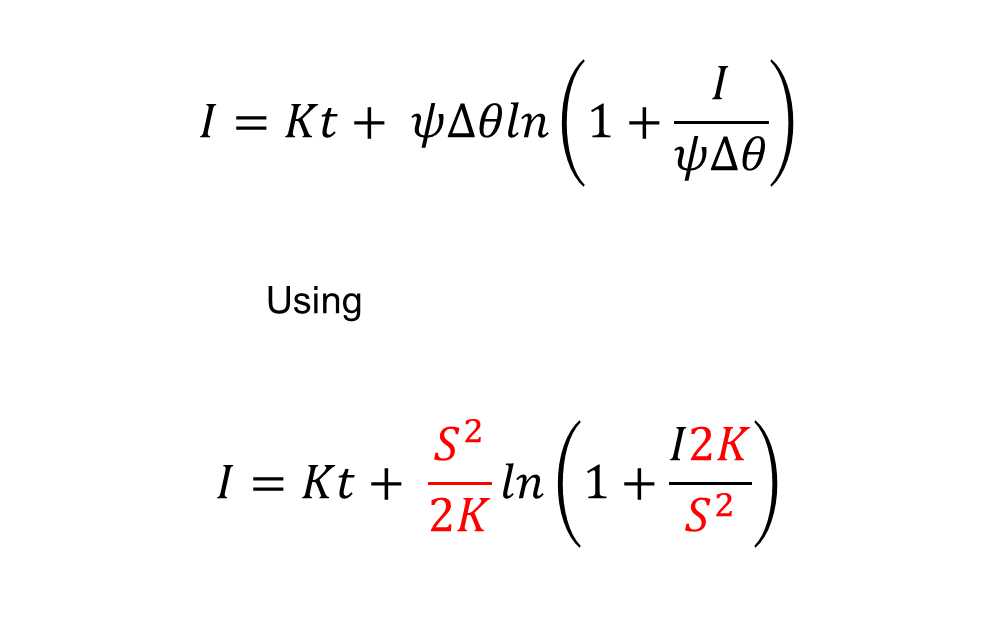 I = Kt + ψΔθln(1 + I/ψΔθ)
Using
I = Kt + S²/2K ln(1 + I2K/S²)